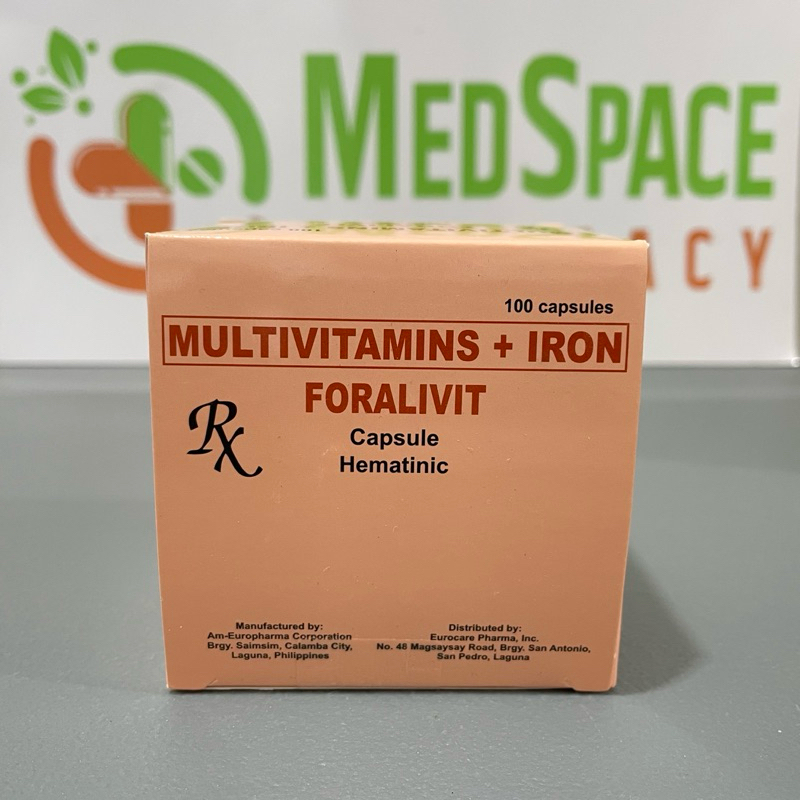 MEDSPACE
ACY
100 capsules
MULTIVITAMINS + IRON
FORALIVIT
Rx
Capsule
Hematinic
Manufactured by:
Am-Europharma Corporation
Brgy. Saimsim, Calamba City,
Laguna, Philippines
Distributed by:
Eurocare Pharma, Inc.
No. 48 Magsaysay Road, Brgy. San Antonio,
San Pedro, Laguna